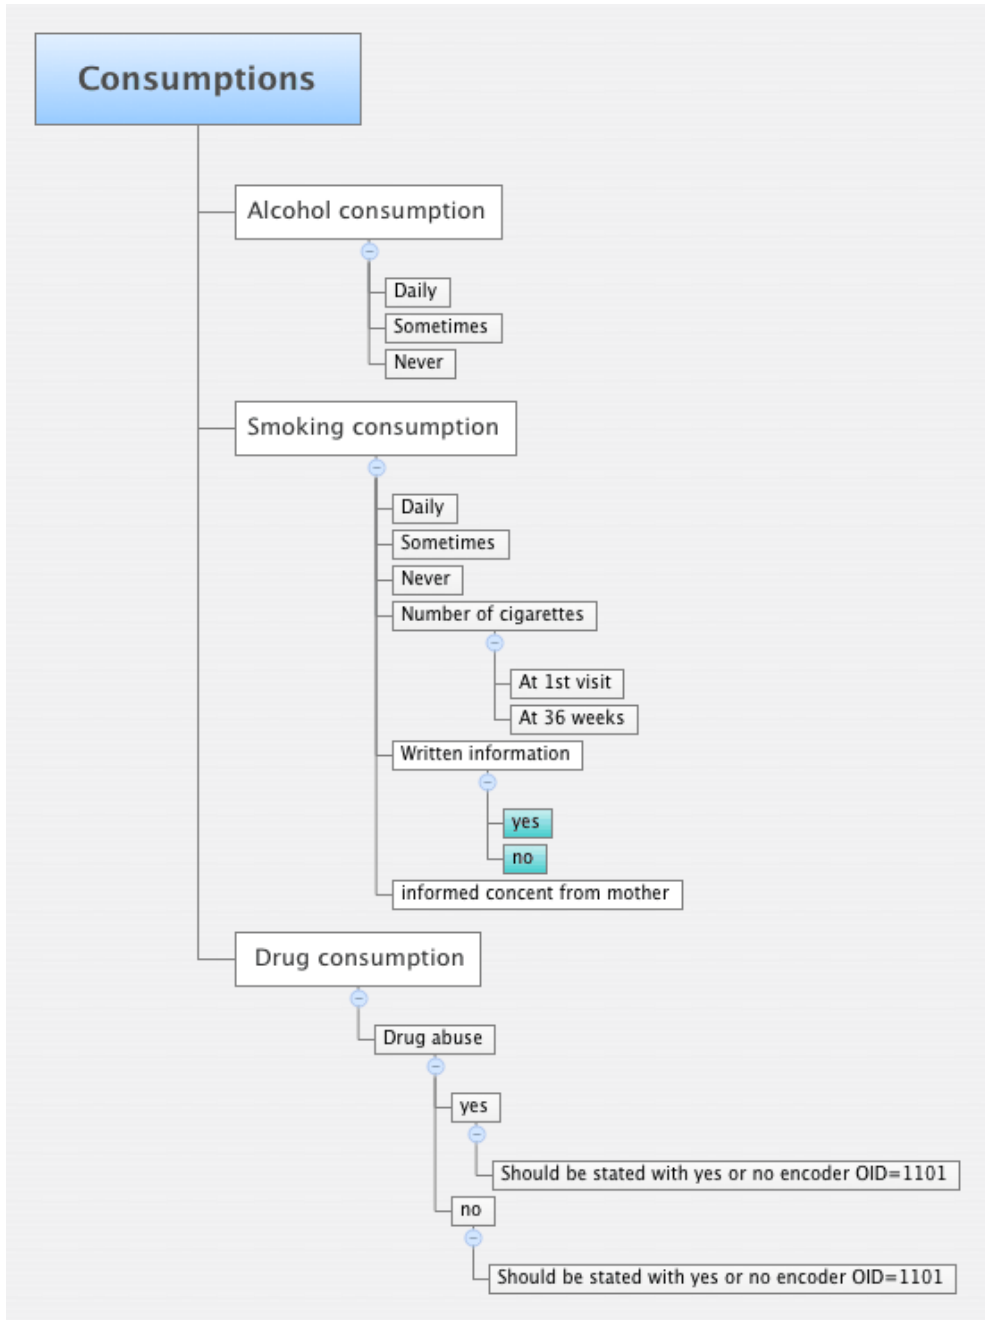 Consumptions
Alcohol consumption
Daily
Sometimes
Never
Smoking consumption
Daily
Sometimes
Never
Number of cigarettes
At 1st visit
At 36 weeks
Written information
yes
no
informed concent from mother
Drug consumption
Drug abuse
yes
Should be stated with yes or no encoder OID=1101
no
Should be stated with yes or no encoder OID=1101